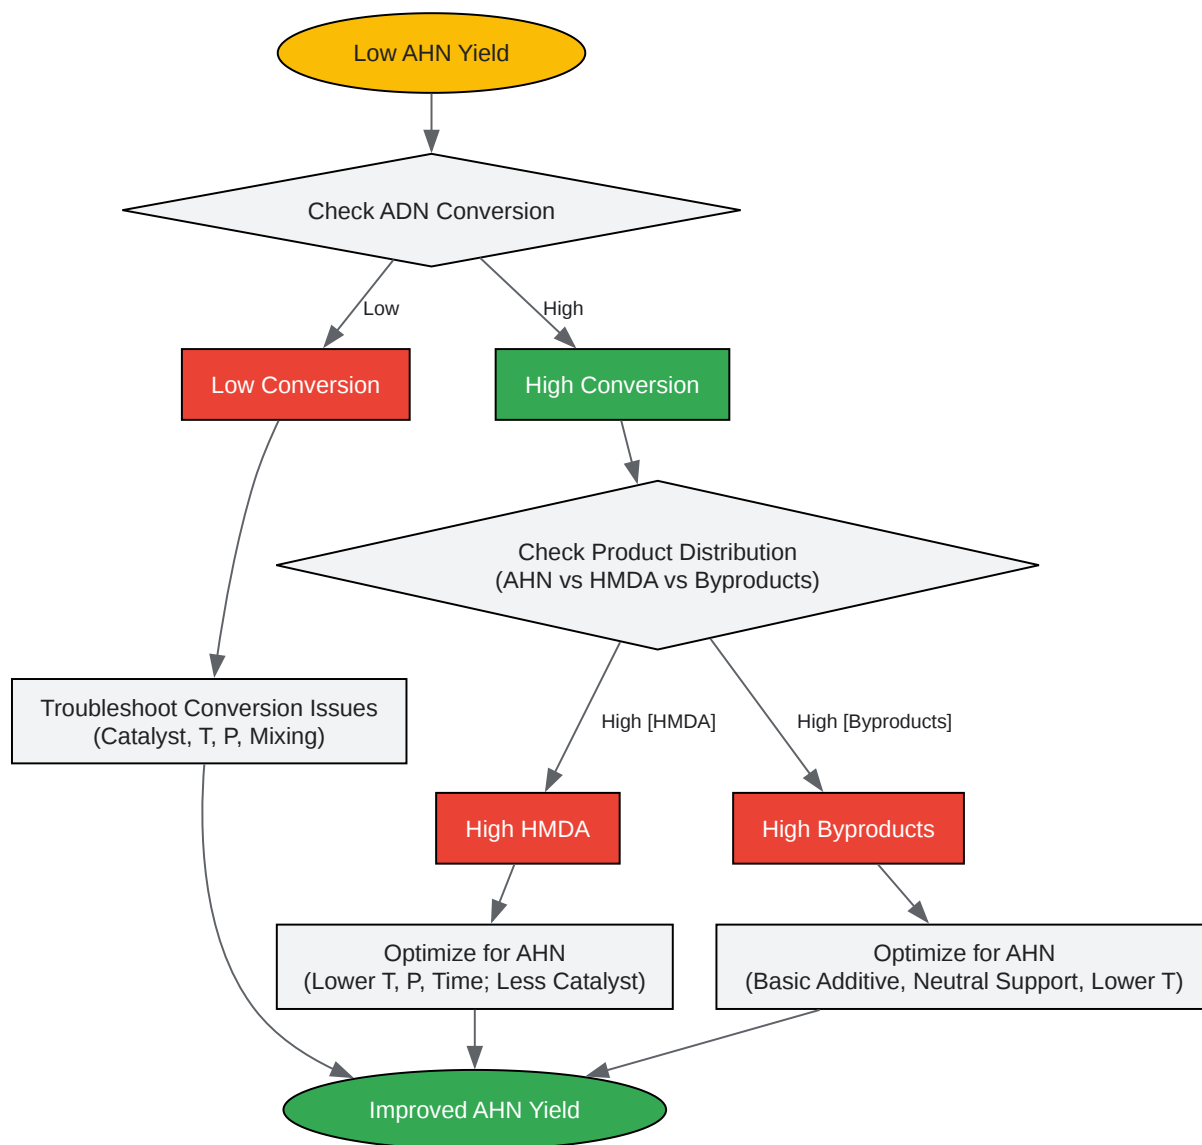 Low AHN Yield
Check ADN Conversion
Low
High
Low Conversion
High Conversion
Check Product Distribution
(AHN vs HMDA vs Byproducts)
Troubleshoot Conversion Issues
(Catalyst, T, P, Mixing)
High [HMDA]
High [Byproducts]
High HMDA
High Byproducts
Optimize for AHN
(Lower T, P, Time; Less Catalyst)
Optimize for AHN
(Basic Additive, Neutral Support, Lower T)
Improved AHN Yield